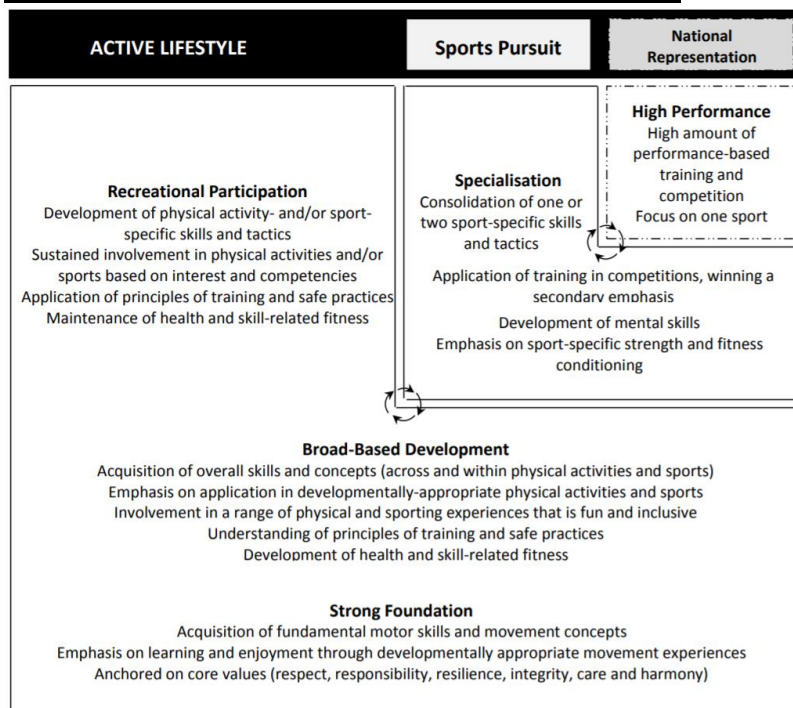 ACTIVE LIFESTYLE
Sports Pursuit
National
Representation
High Performance
High amount of
performance-based
training and
competition
Focus on one sport
Specialisation
Consolidation of one or
two sport-specific skills
and tactics
Application of training in competitions, winning a
secondary emphasis
Development of mental skills
Emphasis on sport-specific strength and fitness
conditioning
Recreational Participation
Development of physical activity- and/or sport-
specific skills and tactics
Sustained involvement in physical activities and/or
sports based on interest and competencies
Application of principles of training and safe practices
Maintenance of health and skill-related fitness
Broad-Based Development
Acquisition of overall skills and concepts (across and within physical activities and sports)
Emphasis on application in developmentally-appropriate physical activities and sports
Involvement in a range of physical and sporting experiences that is fun and inclusive
Understanding of principles of training and safe practices
Development of health and skill-related fitness
Strong Foundation
Acquisition of fundamental motor skills and movement concepts
Emphasis on learning and enjoyment through developmentally appropriate movement experiences
Anchored on core values (respect, responsibility, resilience, integrity, care and harmony)